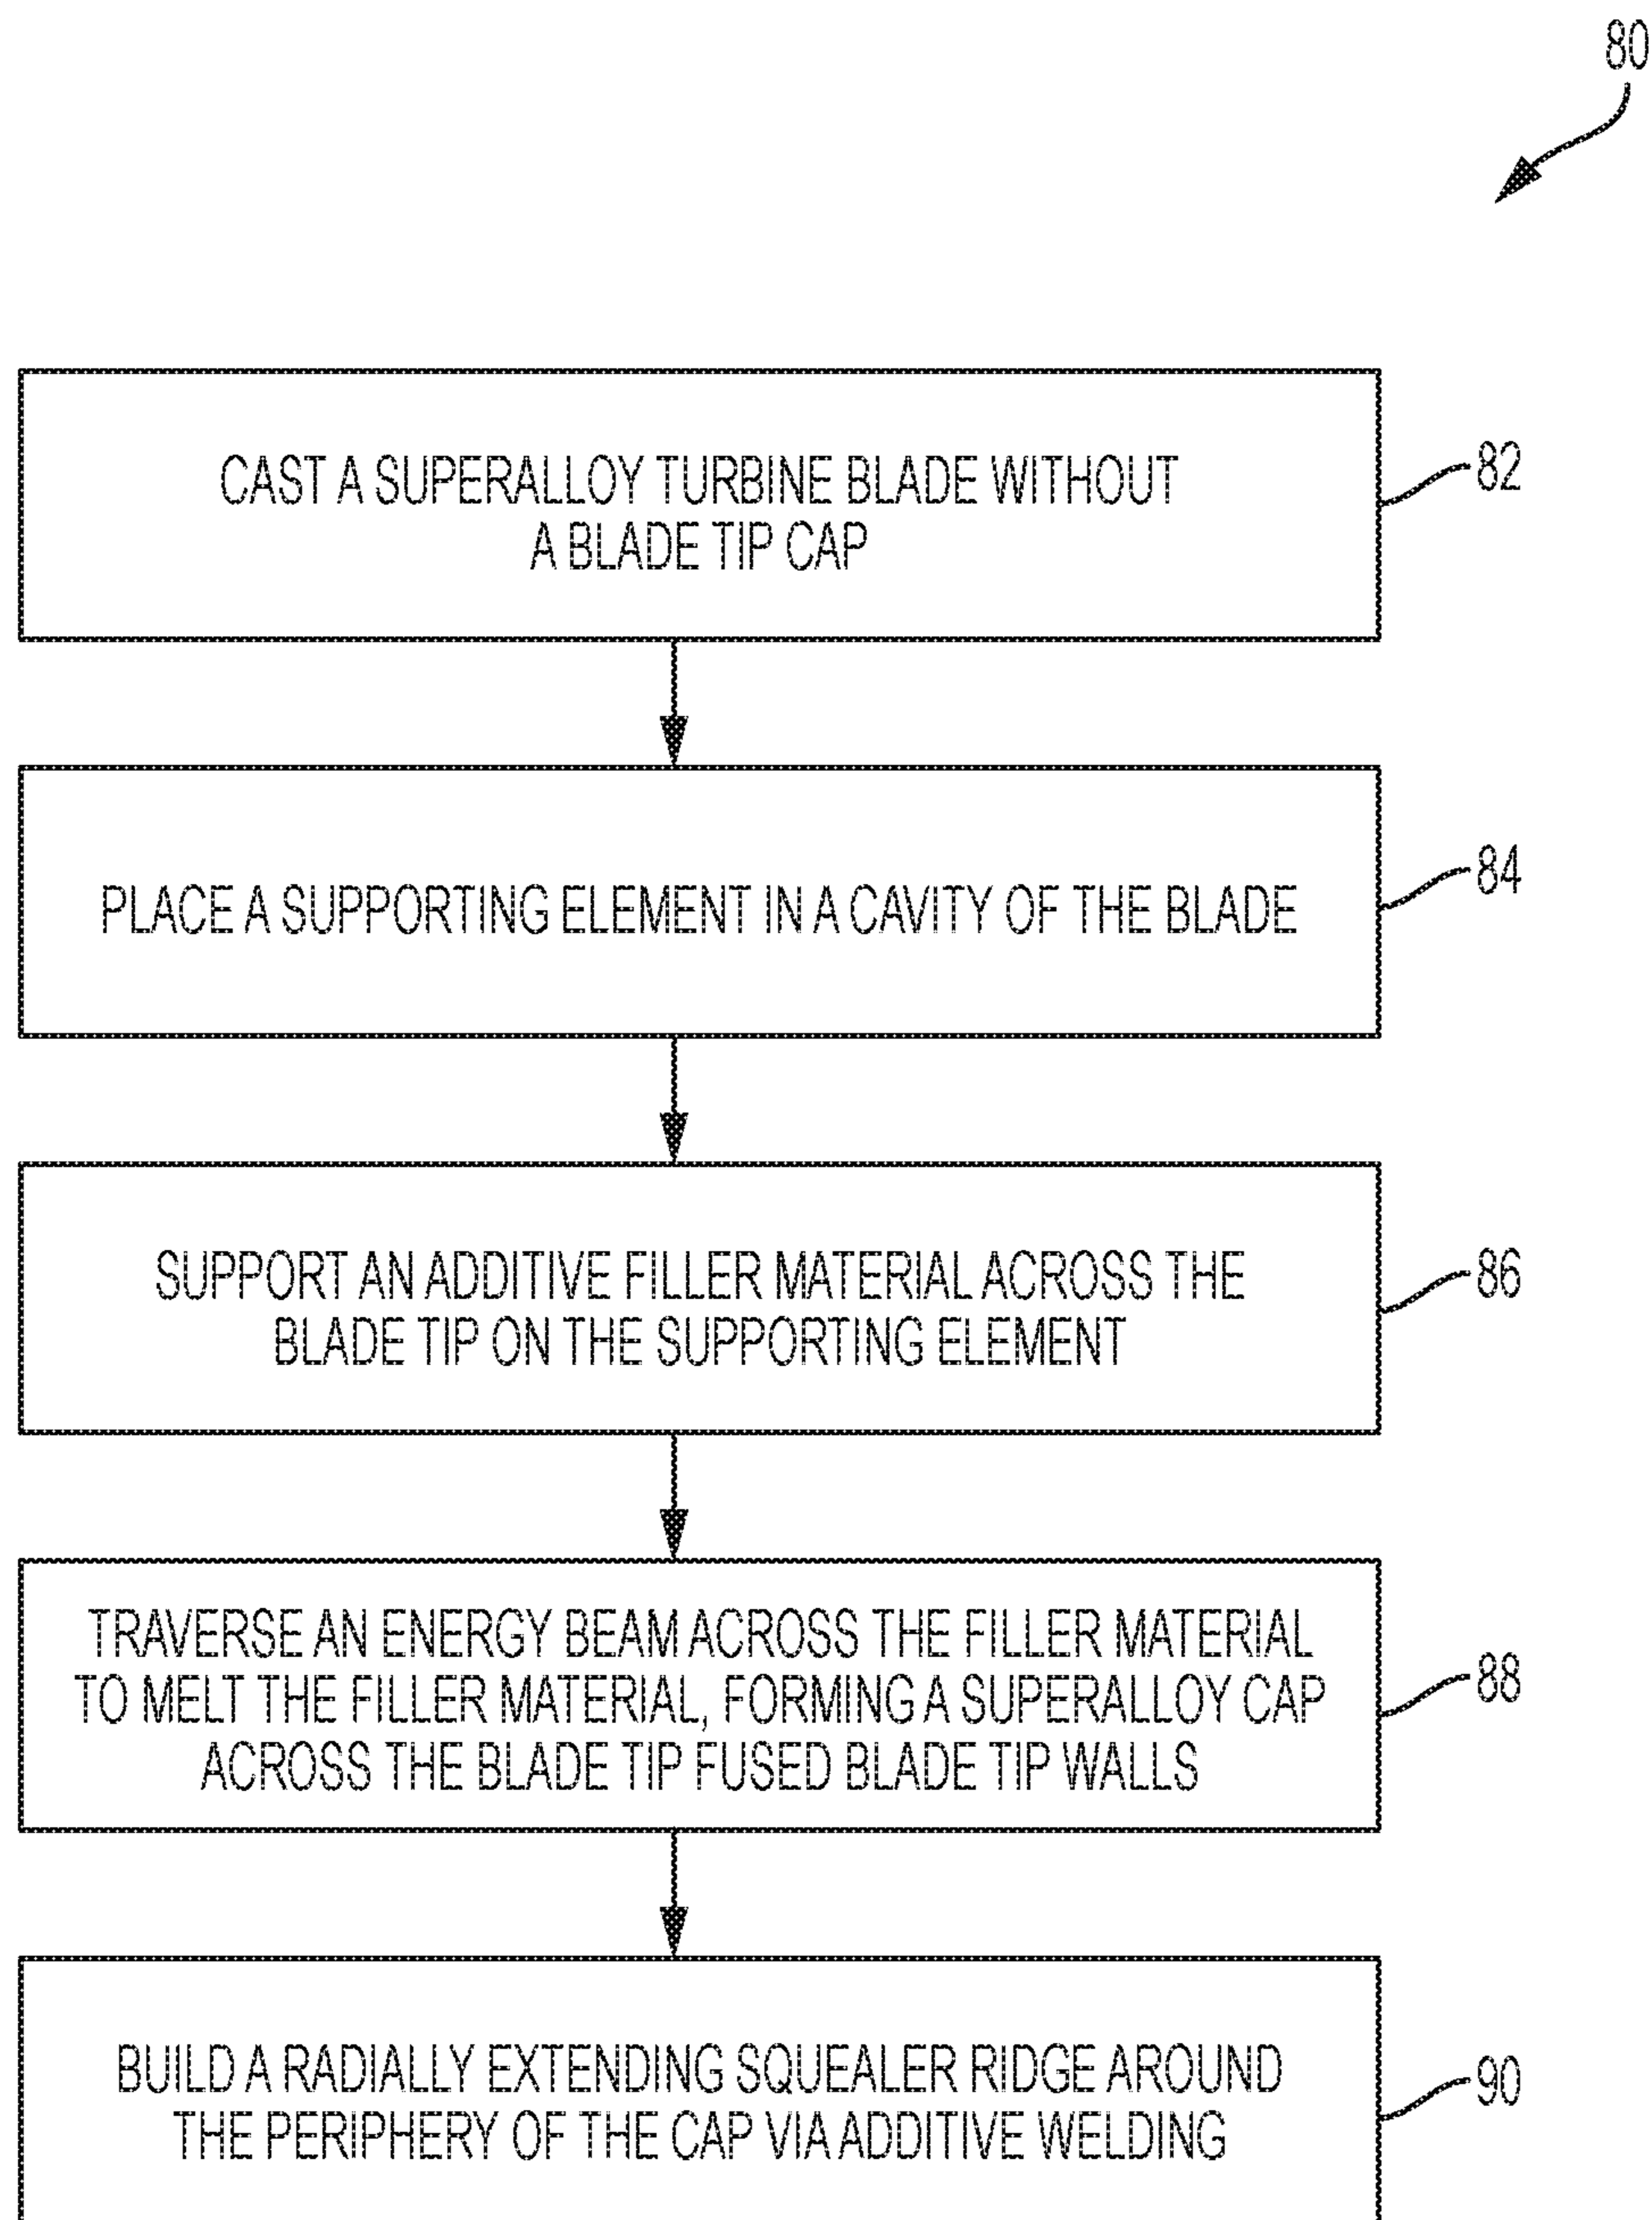 80
CAST A SUPERALLOY TURBINE BLADE WITHOUT
A BLADE TIP CAP
82
PLACE A SUPPORTING ELEMENT IN A CAVITY OF THE BLADE
84
SUPPORT AN ADDITIVE FILLER MATERIAL ACROSS THE
BLADE TIP ON THE SUPPORTING ELEMENT
86
TRAVERSE AN ENERGY BEAM ACROSS THE FILLER MATERIAL
TO MELT THE FILLER MATERIAL, FORMING A SUPERALLOY CAP
ACROSS THE BLADE TIP FUSED BLADE TIP WALLS
88
BUILD A RADIALLY EXTENDING SQUEALER RIDGE AROUND
THE PERIPHERY OF THE CAP VIA ADDITIVE WELDING
90